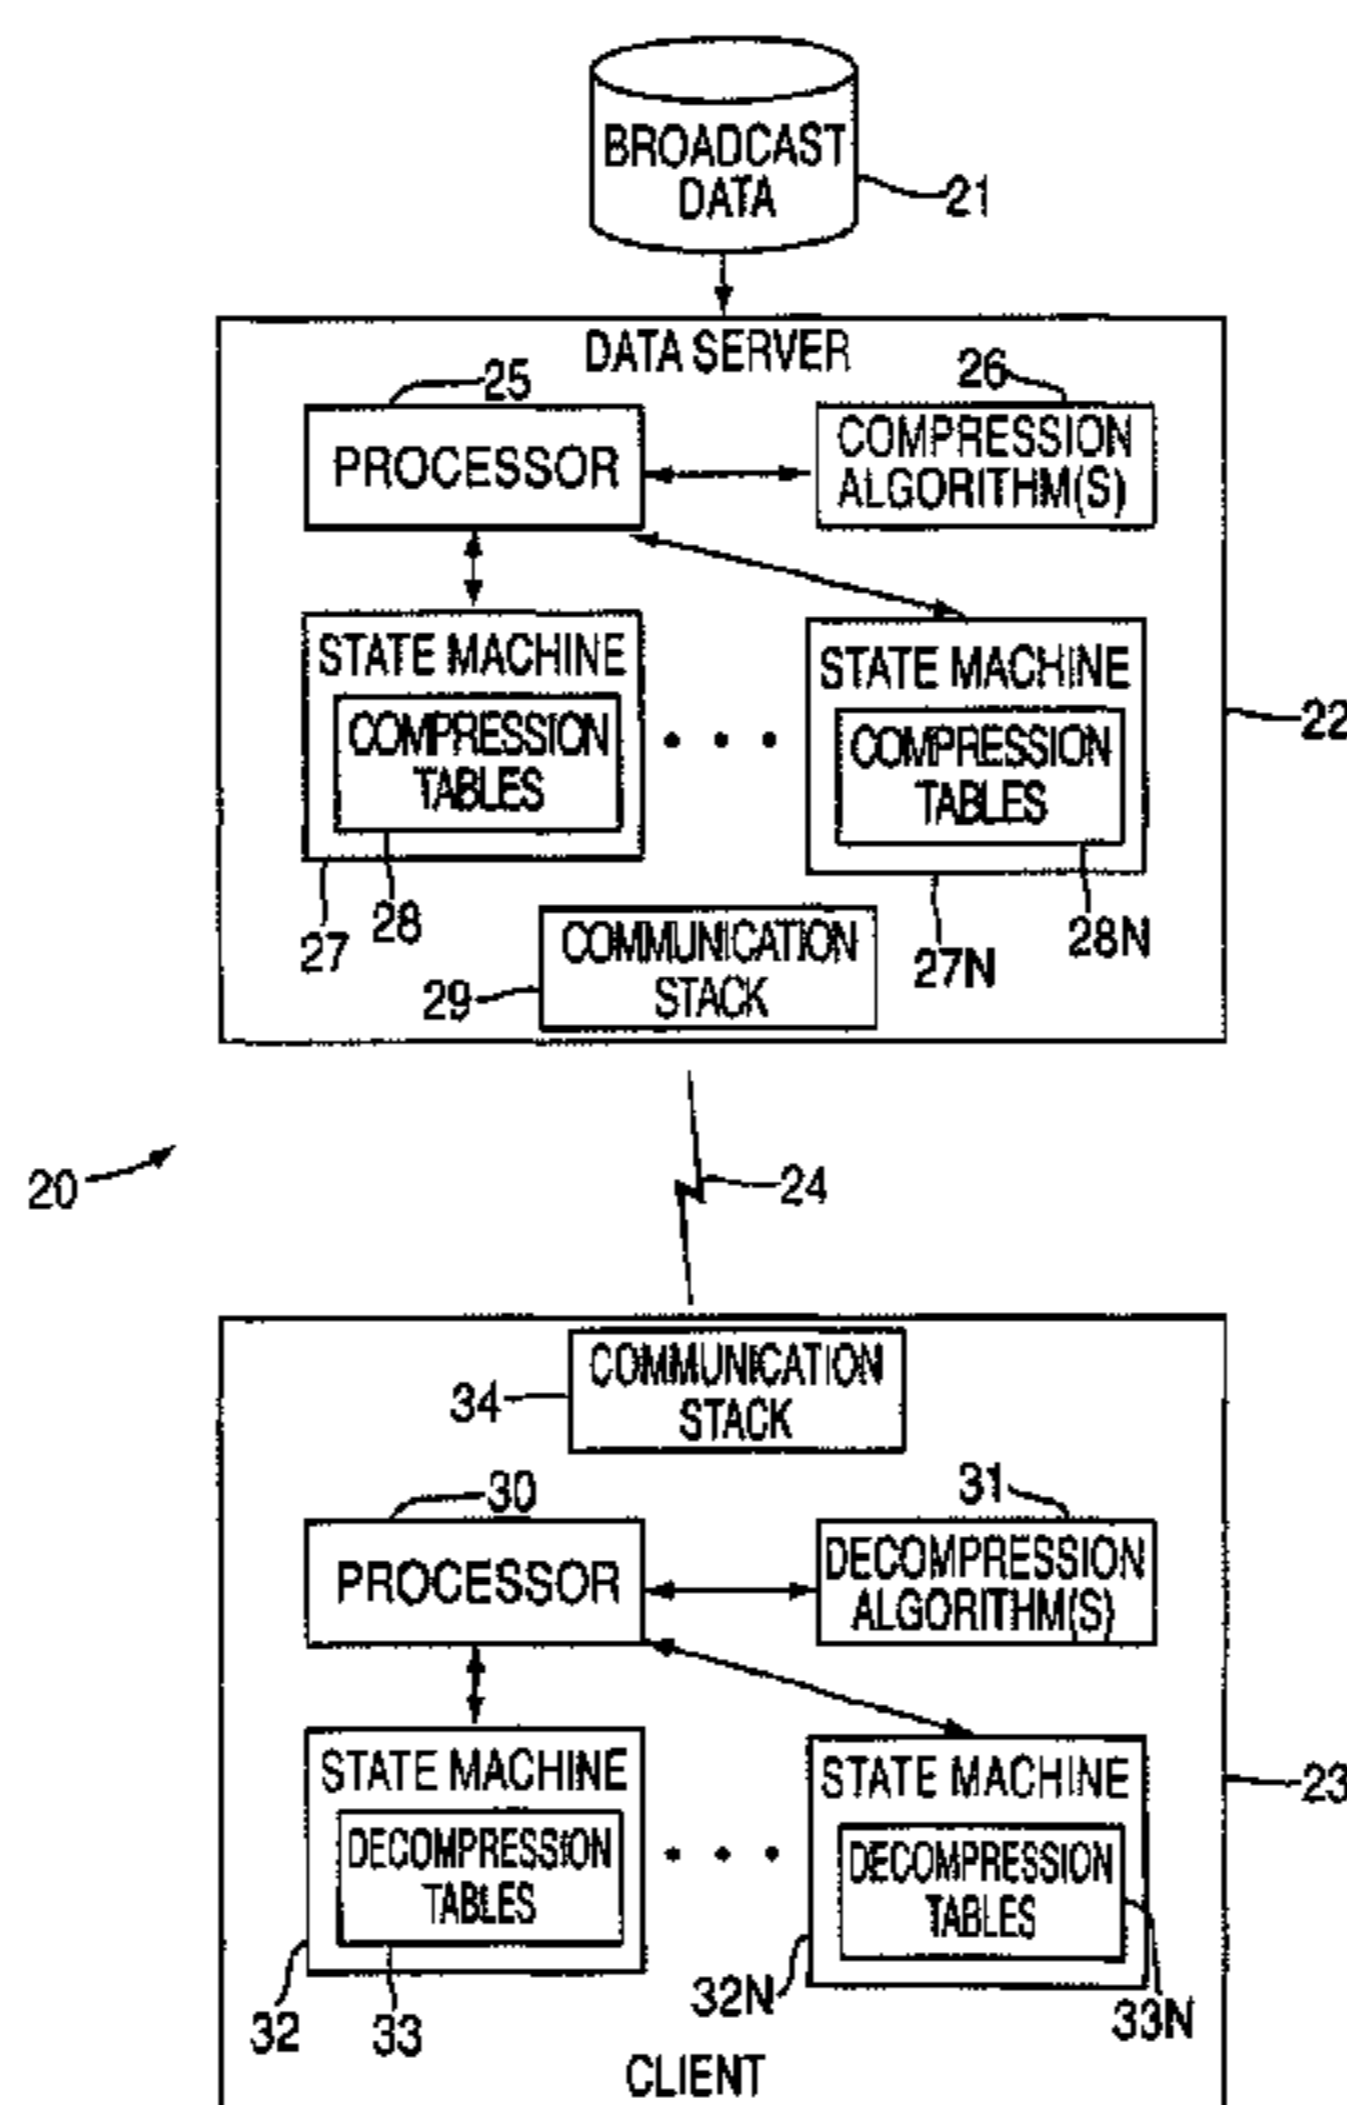 BROADCAST
DATA
21
DATA SERVER
25
26
PROCESSOR
COMPRESSION
ALGORITHM(S)
STATE MACHINE
COMPRESSION
TABLES
STATE MACHINE
COMPRESSION
TABLES
22
27
28
27N
28N
COMMUNICATION
STACK
29
20
24
COMMUNICATION
STACK
34
30
31
PROCESSOR
DECOMPRESSION
ALGORITHM(S)
STATE MACHINE
DECOMPRESSION
TABLES
STATE MACHINE
DECOMPRESSION
TABLES
23
32
33
32N
33N
CLIENT